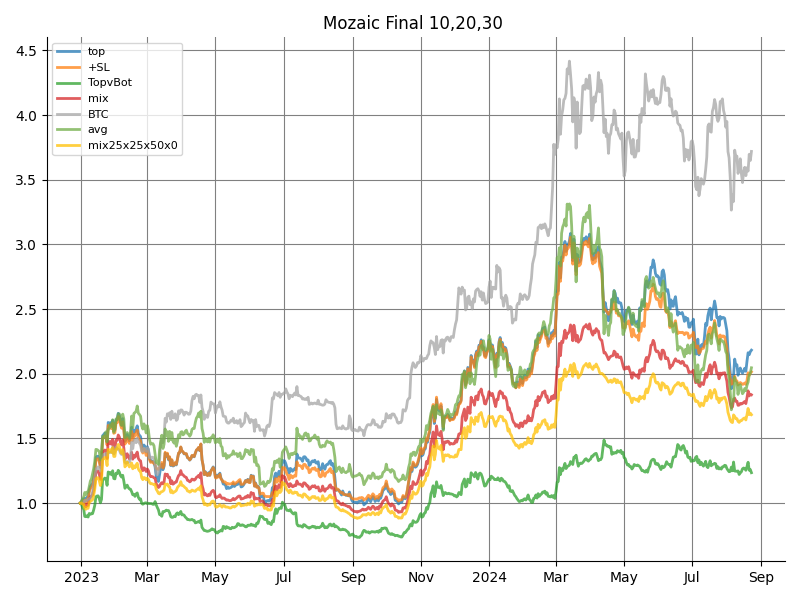 Mozaic Final 10,20,30
4.5
4.0
3.5
3.0
2.5
2.0
1.5
1.0
top
+SL
TopvBot
mix
BTC
avg
mix25x25x50x0
2023 Mar May Jul Sep Nov 2024 Mar May Jul Sep